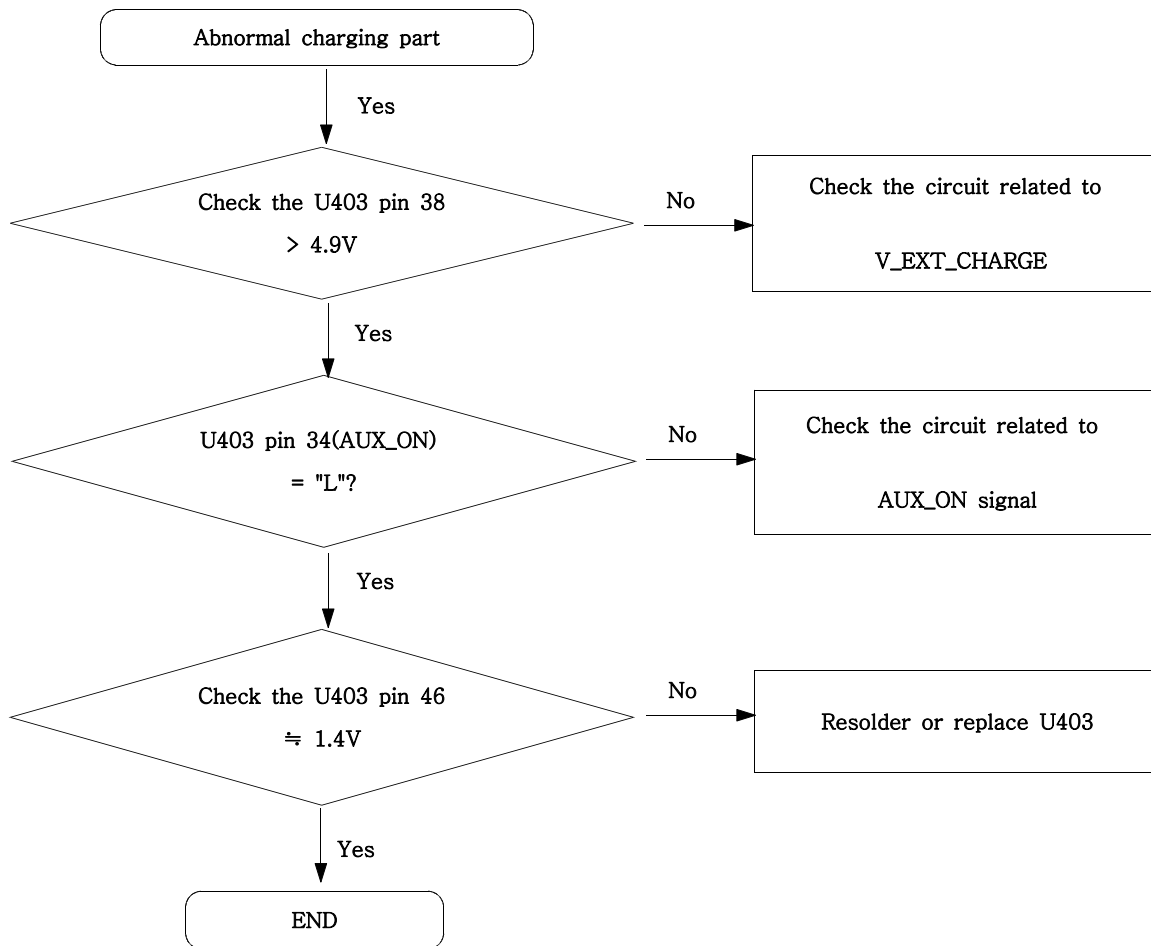 Abnormal charging part
Yes
Check the U403 pin 38
> 4.9V
No
Check the circuit related to
V_EXT_CHARGE
Yes
U403 pin 34(AUX_ON)
= "L"?
No
Check the circuit related to
AUX_ON signal
Yes
Check the U403 pin 46
≒ 1.4V
No
Resolder or replace U403
Yes
END